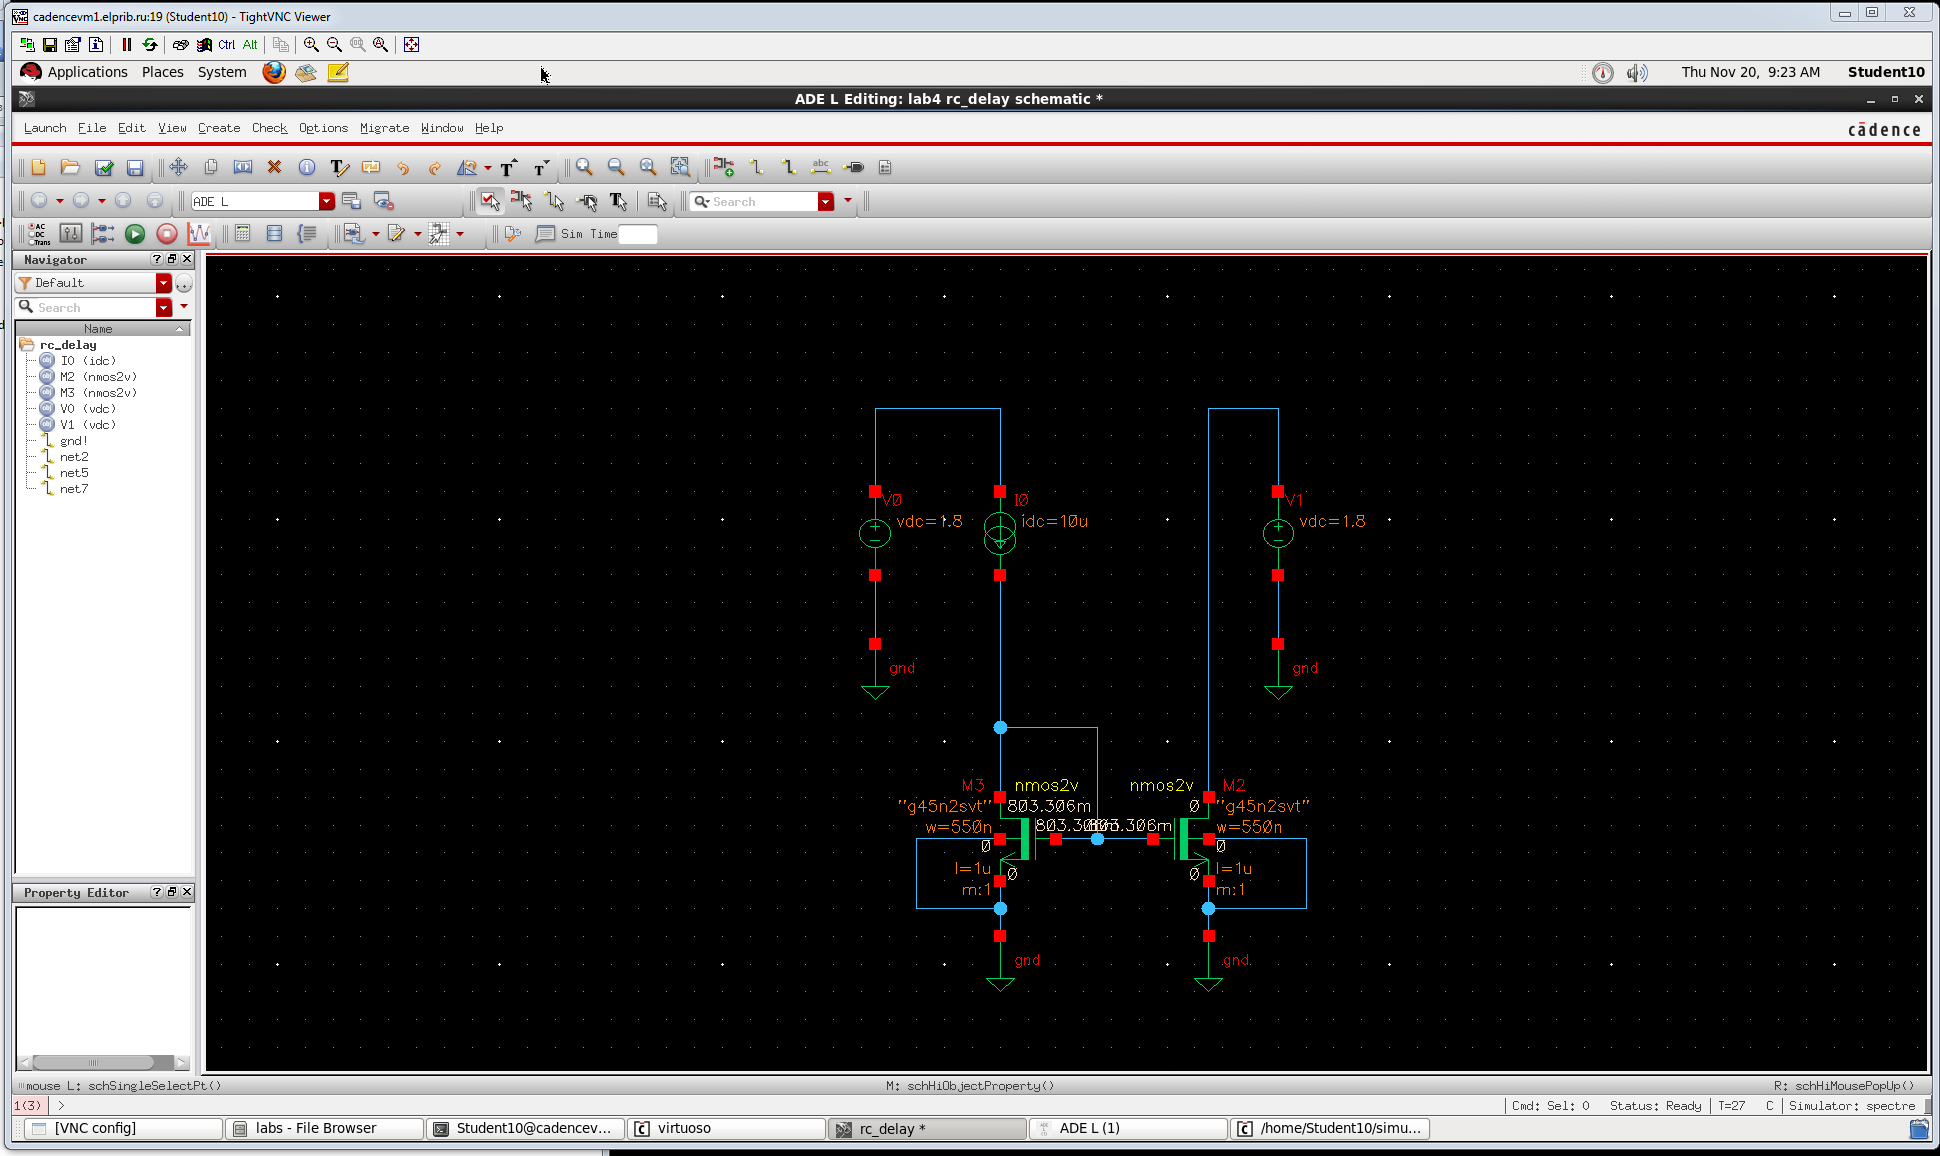 cadencevm1.elprib.ru:19 (Student10) - TightVNC Viewer
Ctrl Alt
Applications Places System Thu Nov 20, 9:23 AM Student10
ADE L Editing: lab4 rc_delay schematic *
Launch File Edit View Create Check Options Migrate Window Help cādence
ADE L Search
AC DC Trans Sim Time
Navigator
Default
Search
Name
rc_delay
I0 (idc)
M2 (nmos2v)
M3 (nmos2v)
V0 (vdc)
V1 (vdc)
gnd!
net2
net5
net7
V0 I0 V1
vdc=1.8 idc=10u vdc=1.8
gnd gnd
M3 nmos2v nmos2v M2
"g45n2svt" 803.306m 0 "g45n2svt"
w=550n 803.306m w=550n
0 0
l=1u 0 0 l=1u
m:1 m:1
gnd gnd
Property Editor
mouse L: schSingleSelectPt() M: schHiObjectProperty() R: schHiMousePopUp()
1(3) > Cmd: Sel: 0 Status: Ready T=27 C Simulator: spectre
[VNC config] labs - File Browser Student10@cadencev... virtuoso rc_delay * ADE L (1) /home/Student10/simu...